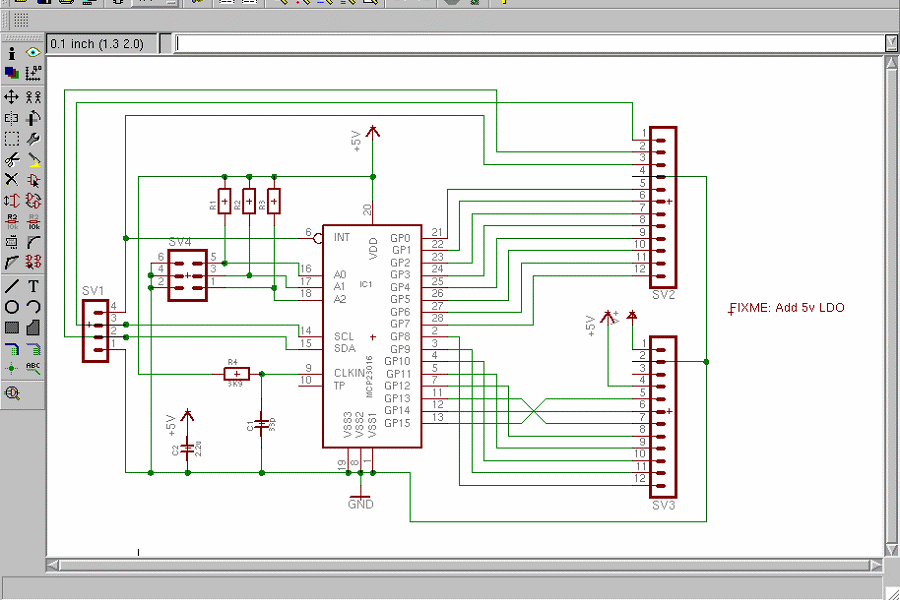 0.1 inch (1.3 2.0)
+5V
R1
R2
R3
20
6
INT
VDD
GP0 21
GP1 22
GP2 23
GP3 24
GP4 25
GP5 26
GP6 27
GP7 28
GP8 2
GP9 3
GP10 4
GP11 5
GP12 7
GP13 11
GP14 12
GP15 13
IC1
MCP23016
16 A0
17 A1
18 A2
14 SCL
15 SDA
9 CLKIN
10 TP
VSS3
VSS2
VSS1
19
8
1
GND
SV4
6 5
4 3
2 1
SV1
4
3
2
1
R4
3K9
+5V
C2
2.2u
C1
33p
1
2
3
4
5
6
7
8
9
10
11
12
SV2
FIXME: Add 5v LDO
+5V
V+
1
2
3
4
5
6
7
8
9
10
11
12
SV3
R2
10k
R2
10k
T
ABC